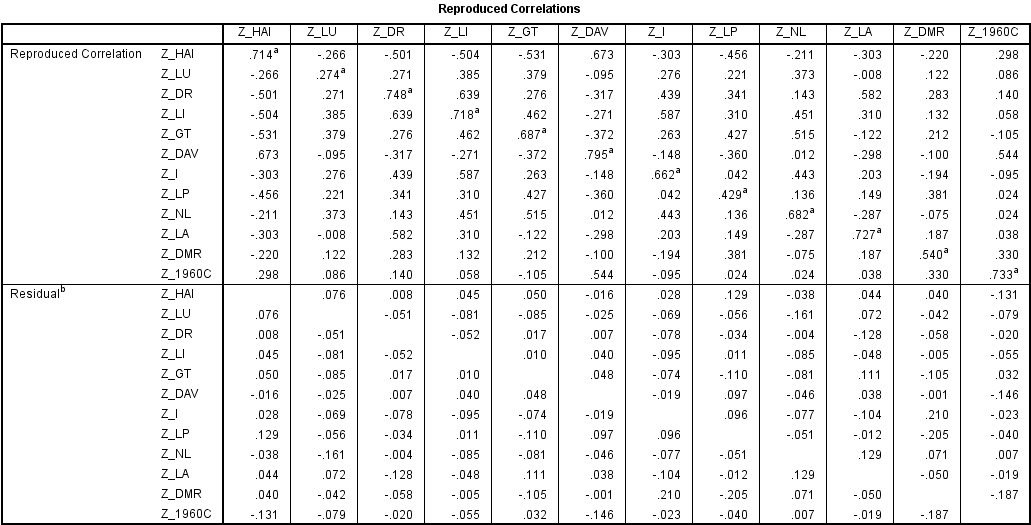 Reproduced Correlations
Z_HAI Z_LU Z_DR Z_LI Z_GT Z_DAV Z_I Z_LP Z_NL Z_LA Z_DMR Z_1960C
Reproduced Correlation Z_HAI .714a -.266 -.501 -.504 -.531 .673 -.303 -.456 -.211 -.303 -.220 .298
Z_LU -.266 .274a .271 .385 .379 -.095 .276 .221 .373 -.008 .122 .086
Z_DR -.501 .271 .748a .639 .276 -.317 .439 .341 .143 .582 .283 .140
Z_LI -.504 .385 .639 .718a .462 -.271 .587 .310 .451 .310 .132 .058
Z_GT -.531 .379 .276 .462 .687a -.372 .263 .427 .515 -.122 .212 -.105
Z_DAV .673 -.095 -.317 -.271 -.372 .795a -.148 -.360 .012 -.298 -.100 .544
Z_I -.303 .276 .439 .587 .263 -.148 .662a .042 .443 .203 -.194 -.095
Z_LP -.456 .221 .341 .310 .427 -.360 .042 .429a .136 .149 .381 .024
Z_NL -.211 .373 .143 .451 .515 .012 .443 .136 .682a -.287 -.075 .024
Z_LA -.303 -.008 .582 .310 -.122 -.298 .203 .149 -.287 .727a .187 .038
Z_DMR -.220 .122 .283 .132 .212 -.100 -.194 .381 -.075 .187 .540a .330
Z_1960C .298 .086 .140 .058 -.105 .544 -.095 .024 .024 .038 .330 .733a
Residualb Z_HAI .076 .008 .045 .050 -.016 .028 .129 -.038 .044 .040 -.131
Z_LU .076 -.051 -.081 -.085 -.025 -.069 -.056 -.161 .072 -.042 -.079
Z_DR .008 -.051 -.052 .017 .007 -.078 -.034 -.004 -.128 -.058 -.020
Z_LI .045 -.081 -.052 .010 .040 -.095 .011 -.085 -.048 -.005 -.055
Z_GT .050 -.085 .017 .010 .048 -.074 -.110 -.081 .111 -.105 .032
Z_DAV -.016 -.025 .007 .040 .048 -.019 .097 -.046 .038 -.001 -.146
Z_I .028 -.069 -.078 -.095 -.074 -.019 .096 -.077 -.104 .210 -.023
Z_LP .129 -.056 -.034 .011 -.110 .097 .096 -.051 -.012 -.205 -.040
Z_NL -.038 -.161 -.004 -.085 -.081 -.046 -.077 -.051 .129 .071 .007
Z_LA .044 .072 -.128 -.048 .111 .038 -.104 -.012 .129 -.050 -.019
Z_DMR .040 -.042 -.058 -.005 -.105 -.001 .210 -.205 .071 -.050 -.187
Z_1960C -.131 -.079 -.020 -.055 .032 -.146 -.023 -.040 .007 -.019 -.187